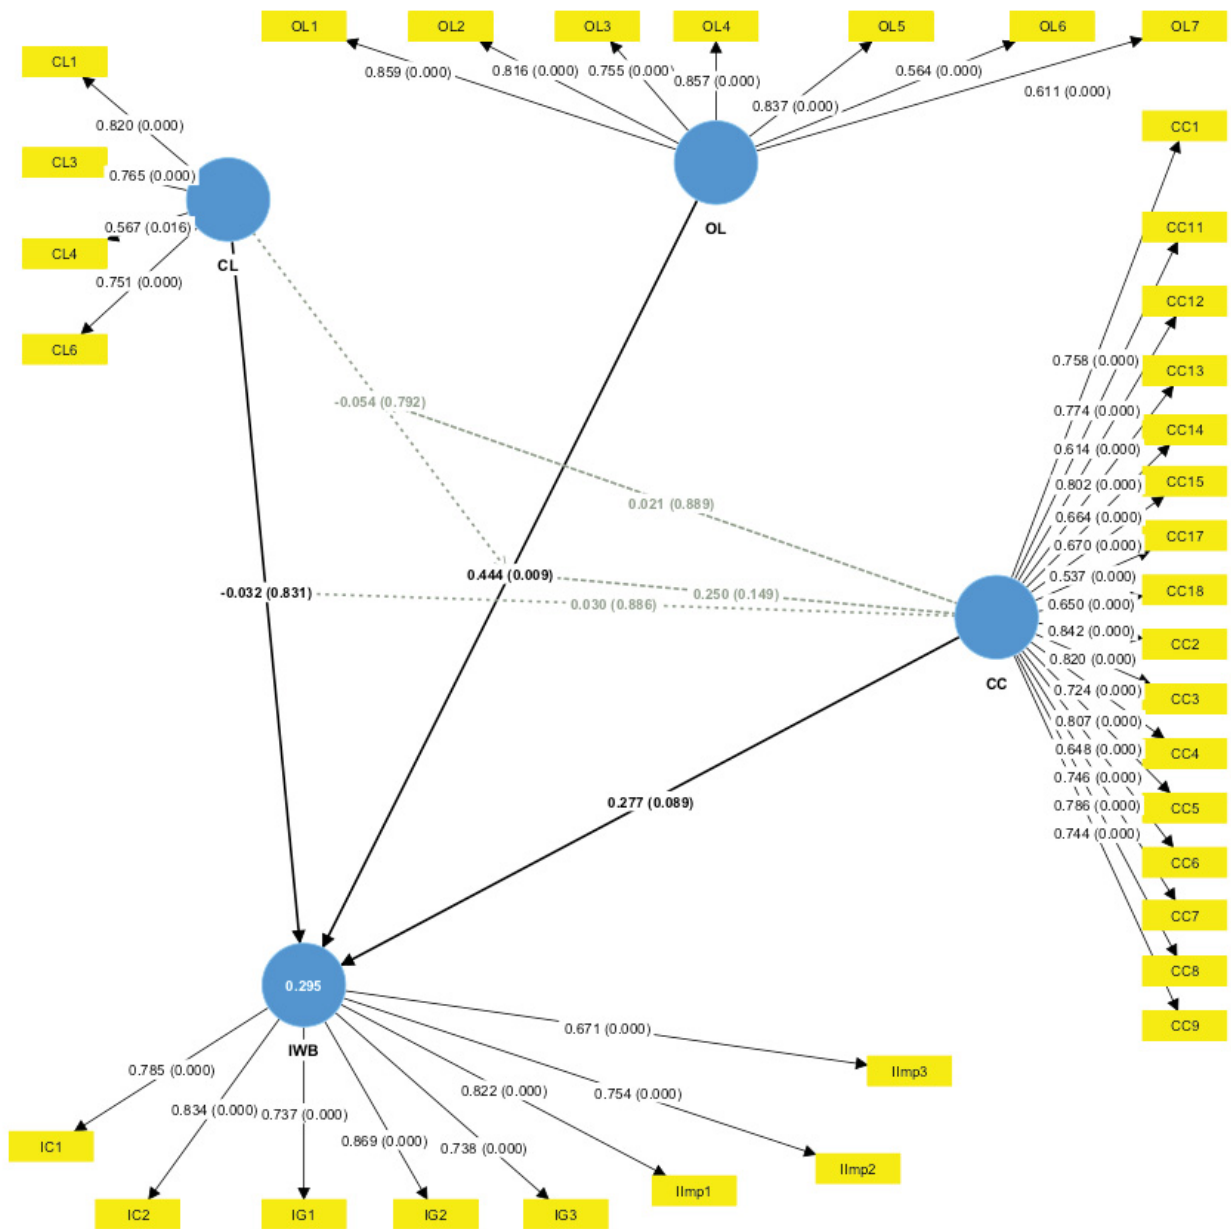 OL1
OL2
OL3
OL4
OL5
OL6
OL7
CL1
0.859 (0.000)
0.816 (0.000)
0.755 (0.000)
0.857 (0.000)
0.837 (0.000)
0.564 (0.000)
0.611 (0.000)
0.820 (0.000)
CL3
0.765 (0.000)
0.567 (0.016)
CL4
0.751 (0.000)
CL6
CL
OL
CC1
CC11
CC12
CC13
CC14
CC15
CC17
CC18
CC2
CC3
CC4
CC5
CC6
CC7
CC8
CC9
0.758 (0.000)
0.774 (0.000)
0.614 (0.000)
0.802 (0.000)
0.664 (0.000)
0.670 (0.000)
0.537 (0.000)
0.650 (0.000)
0.842 (0.000)
0.820 (0.000)
0.724 (0.000)
0.807 (0.000)
0.648 (0.000)
0.746 (0.000)
0.786 (0.000)
0.744 (0.000)
CC
-0.054 (0.792)
0.021 (0.889)
0.444 (0.009)
0.250 (0.149)
-0.032 (0.831)
0.030 (0.886)
0.277 (0.089)
0.295
IWB
0.671 (0.000)
0.785 (0.000)
0.834 (0.000)
0.737 (0.000)
0.869 (0.000)
0.738 (0.000)
0.822 (0.000)
0.754 (0.000)
IImp3
IC1
IImp2
IImp1
IC2
IG1
IG2
IG3